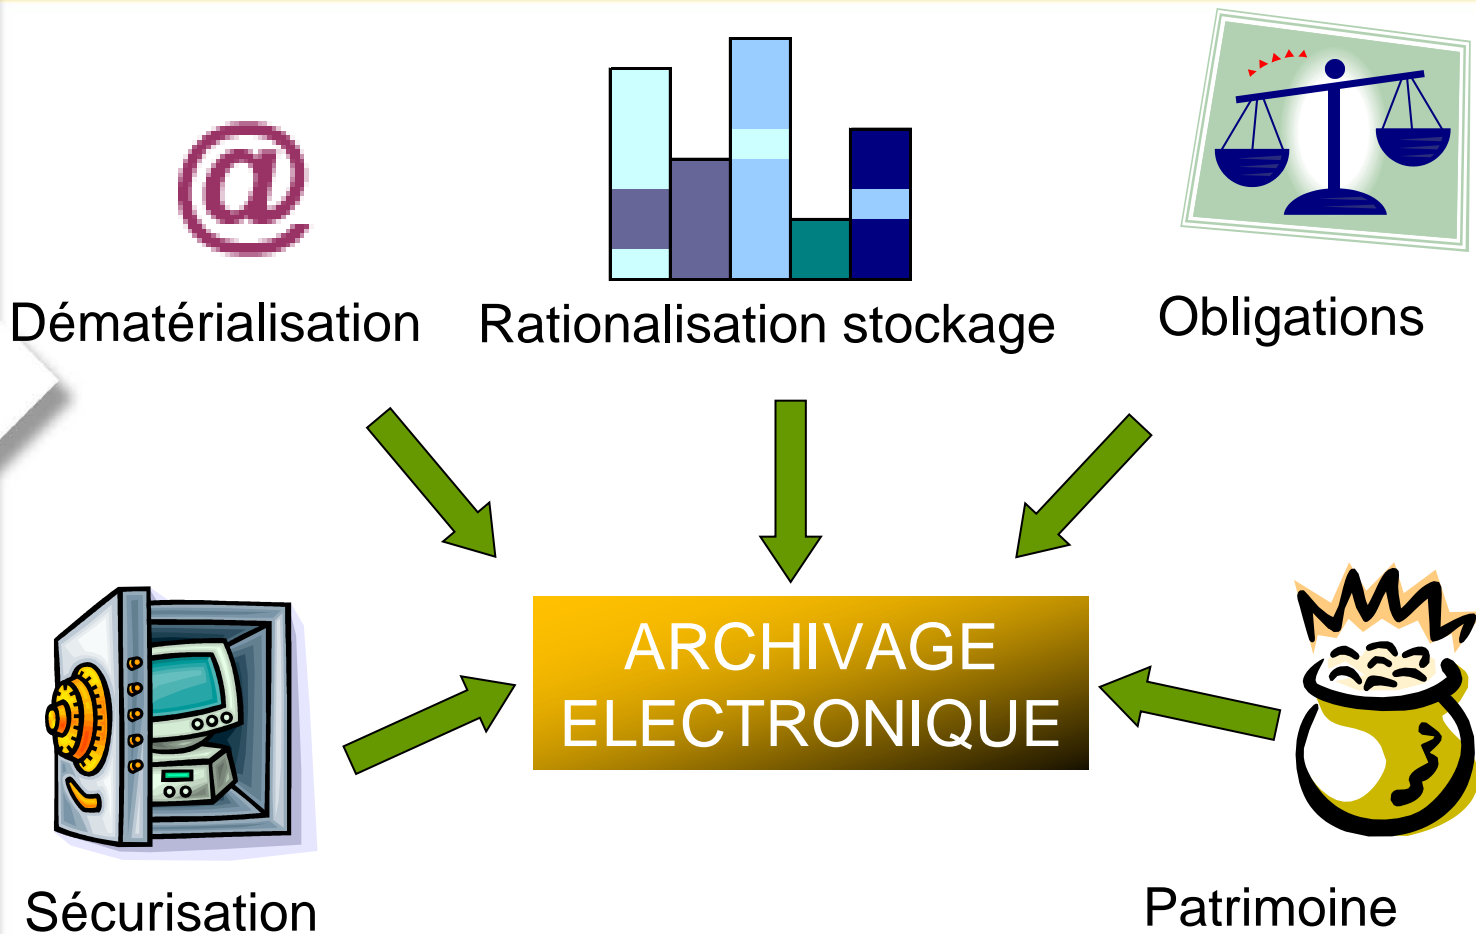 @
Dématérialisation
Rationalisation stockage
Obligations
ARCHIVAGE
ELECTRONIQUE
Sécurisation
Patrimoine